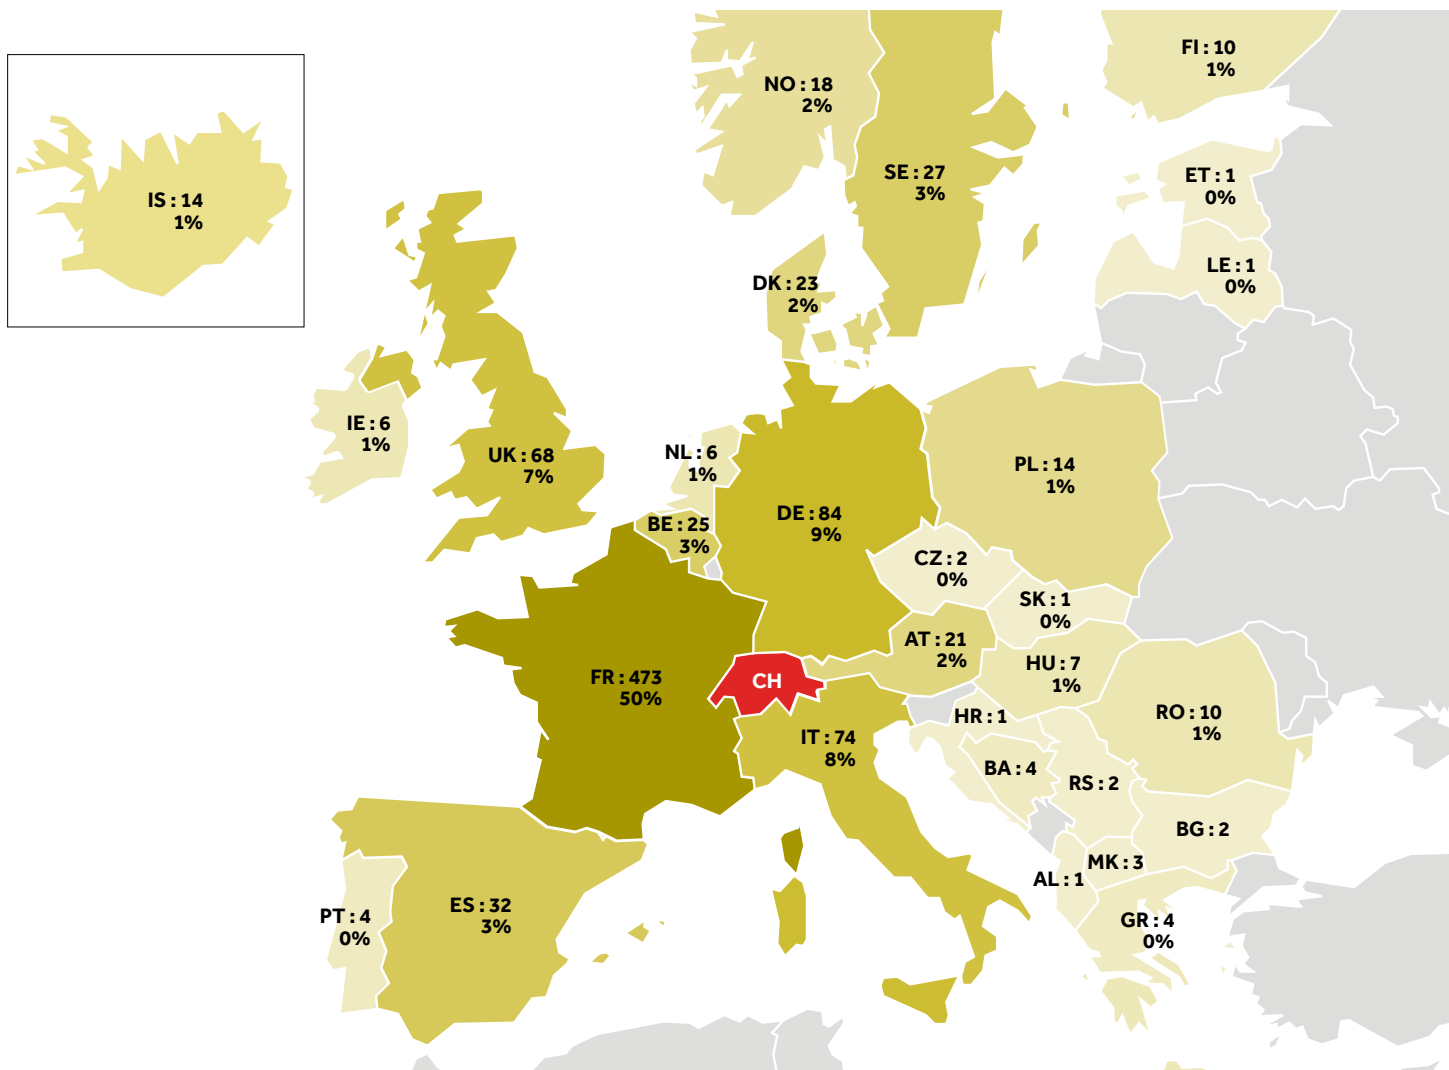 FI: 10
1%
NO: 18
2%
SE: 27
3%
ET: 1
0%
IS: 14
1%
LE: 1
0%
DK: 23
2%
IE: 6
1%
UK: 68
7%
NL: 6
1%
PL: 14
1%
BE: 25
3%
DE: 84
9%
CZ: 2
0%
SK: 1
0%
AT: 21
2%
HU: 7
1%
FR: 473
50%
CH
RO: 10
1%
HR: 1
IT: 74
8%
BA: 4
RS: 2
BG: 2
MK: 3
AL: 1
PT: 4
0%
ES: 32
3%
GR: 4
0%